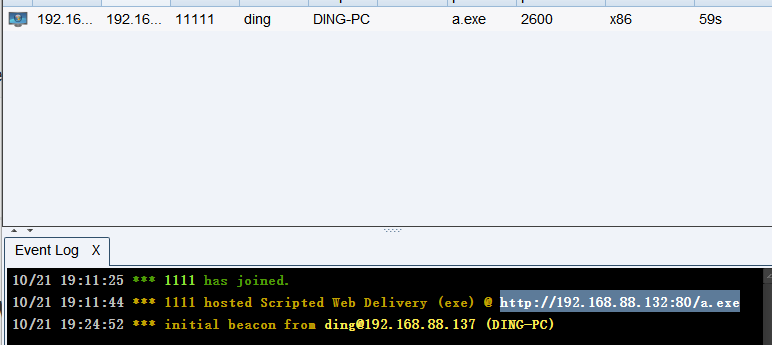 192.16... 192.16... 11111 ding DING-PC a.exe 2600 x86 59s
Event Log X
10/21 19:11:25 *** 1111 has joined.
10/21 19:11:44 *** 1111 hosted Scripted Web Delivery (exe) @ http://192.168.88.132:80/a.exe
10/21 19:24:52 *** initial beacon from ding@192.168.88.137 (DING-PC)